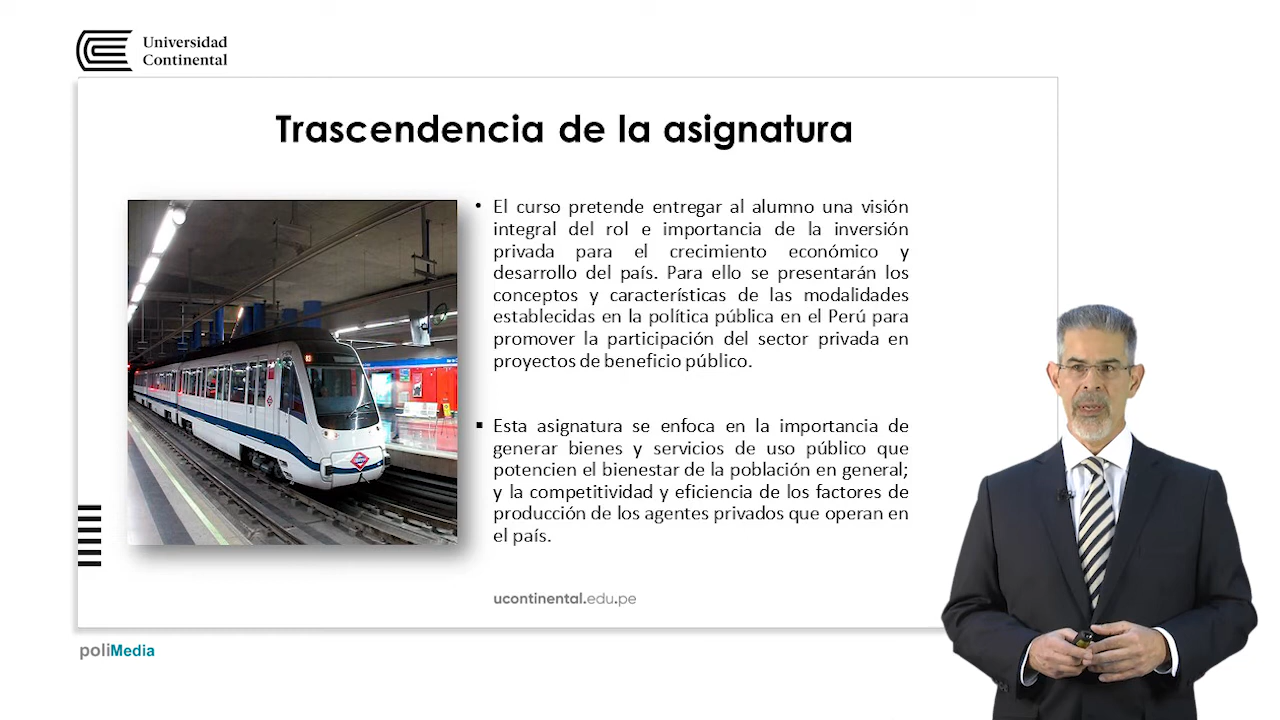 Universidad
Continental
Trascendencia de la asignatura
• El curso pretende entregar al alumno una visión
integral del rol e importancia de la inversión
privada para el crecimiento económico y
desarrollo del país. Para ello se presentarán los
conceptos y características de las modalidades
establecidas en la política pública en el Perú para
promover la participación del sector privada en
proyectos de beneficio público.
▪ Esta asignatura se enfoca en la importancia de
generar bienes y servicios de uso público que
potencien el bienestar de la población en general;
y la competitividad y eficiencia de los factores de
producción de los agentes privados que operan en
el país.
ucontinental.edu.pe
poliMedia